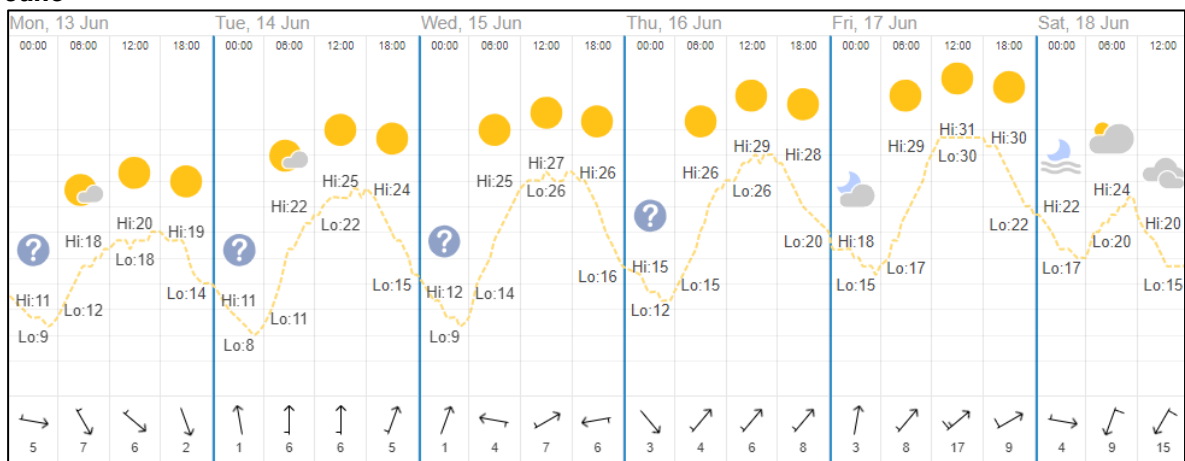 Mon, 13 Jun Tue, 14 Jun Wed, 15 Jun Thu, 16 Jun Fri, 17 Jun Sat, 18 Jun
00:00 06:00 12:00 18:00 00:00 06:00 12:00 18:00 00:00 06:00 12:00 18:00 00:00 06:00 12:00 18:00 00:00 06:00 12:00 18:00 00:00 06:00 12:00
?
Hi:11
Lo:9
Hi:18
Lo:12
Hi:20
Lo:18
Hi:19
Lo:14
?
Hi:11
Lo:8
Hi:22
Lo:11
Hi:25
Lo:22
Hi:24
Lo:15
?
Hi:12
Lo:9
Hi:25
Lo:14
Hi:27
Lo:26
Hi:26
Lo:16
?
Hi:15
Lo:12
Hi:26
Lo:15
Hi:29
Lo:26
Hi:28
Lo:20
Hi:18
Lo:15
Hi:29
Lo:17
Hi:31
Lo:30
Hi:30
Lo:22
Hi:22
Lo:17
Hi:24
Lo:20
Hi:20
Lo:15
5 7 6 2 1 6 6 5 1 4 7 6 3 4 6 8 3 8 17 9 4 9 15